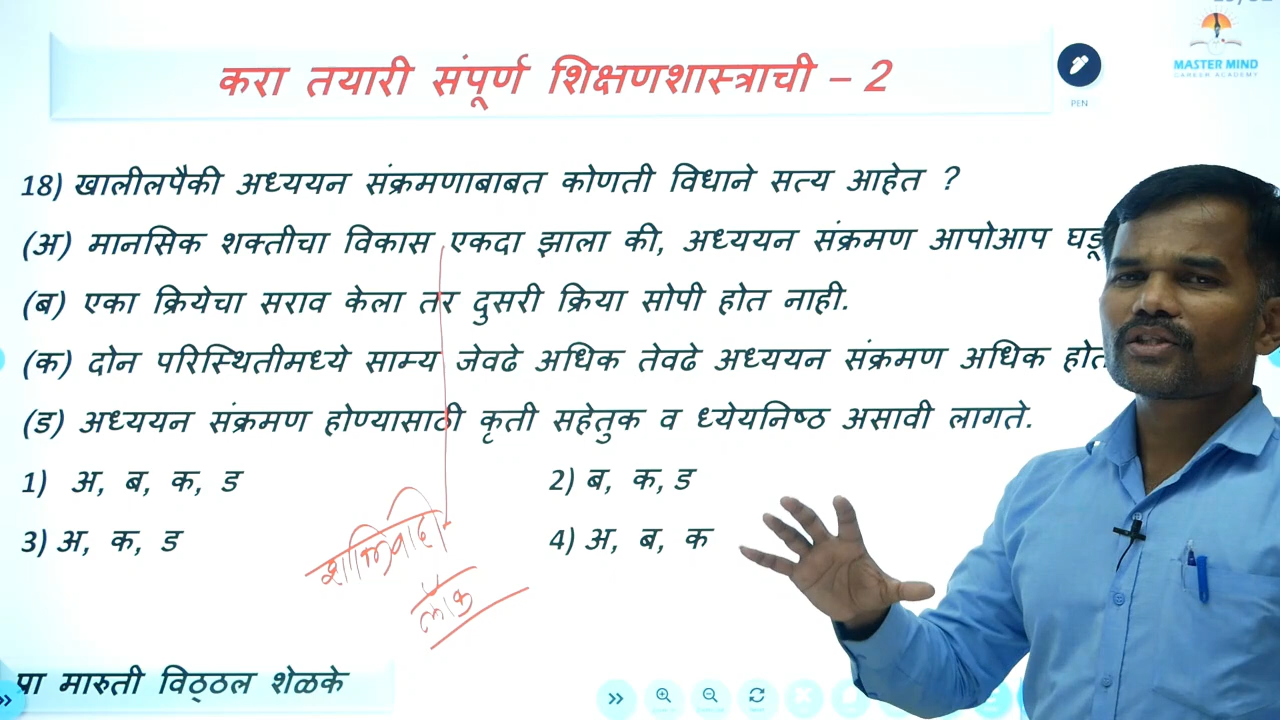 MASTER MIND
CAREER ACADEMY
करा तयारी संपूर्ण शिक्षणशास्त्राची – 2
PEN
18) खालीलपैकी अध्ययन संक्रमणाबाबत कोणती विधाने सत्य आहेत ?
(अ) मानसिक शक्तीचा विकास एकदा झाला की, अध्ययन संक्रमण आपोआप
(ब) एका क्रियेचा सराव केला तर दुसरी क्रिया सोपी होत नाही.
(क) दोन परिस्थितीमध्ये साम्य जेवढे अधिक तेवढे अध्ययन संक्रमण अधिक
(ड) अध्ययन संक्रमण होण्यासाठी कृती सहेतुक व ध्येयनिष्ठ असावी लागते.
1) अ, ब, क, ड 2) ब, क, ड
3) अ, क, ड 4) अ, ब, क
लॉक
प्रा मारुती विठ्ठल शेळके